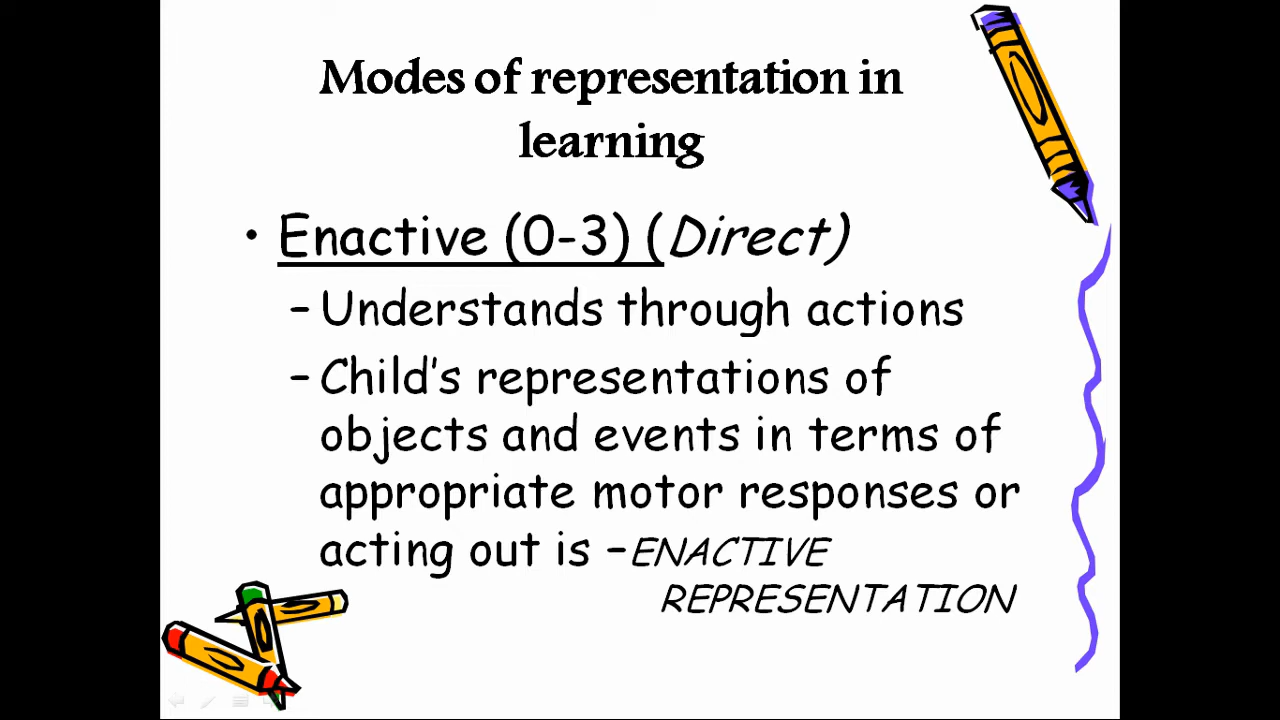 Modes of representation in
learning
• Enactive (0-3) (Direct)
–Understands through actions
–Child's representations of
objects and events in terms of
appropriate motor responses or
acting out is –ENACTIVE
REPRESENTATION